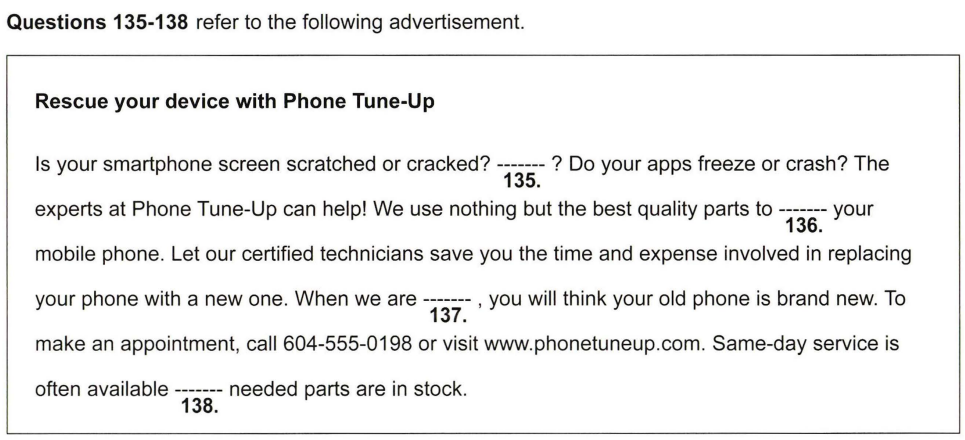 Questions 135-138 refer to the following advertisement.
Rescue your device with Phone Tune-Up
Is your smartphone screen scratched or cracked? ------- ? Do your apps freeze or crash? The
135.
experts at Phone Tune-Up can help! We use nothing but the best quality parts to ------- your
136.
mobile phone. Let our certified technicians save you the time and expense involved in replacing
your phone with a new one. When we are ------- , you will think your old phone is brand new. To
137.
make an appointment, call 604-555-0198 or visit www.phonetuneup.com. Same-day service is
often available ------- needed parts are in stock.
138.